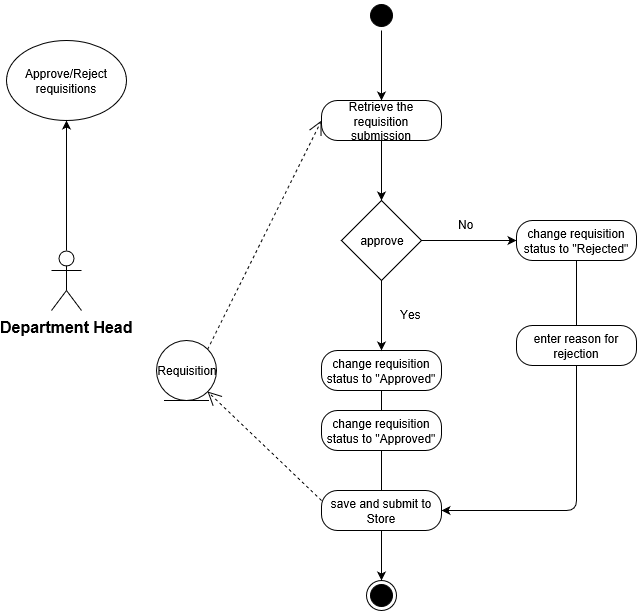 Approve/Reject
requisitions
Department Head
Retrieve the
requisition
submission
approve
No
change requisition
status to "Rejected"
Yes
enter reason for
rejection
Requisition
change requisition
status to "Approved"
change requisition
status to "Approved"
save and submit to
Store